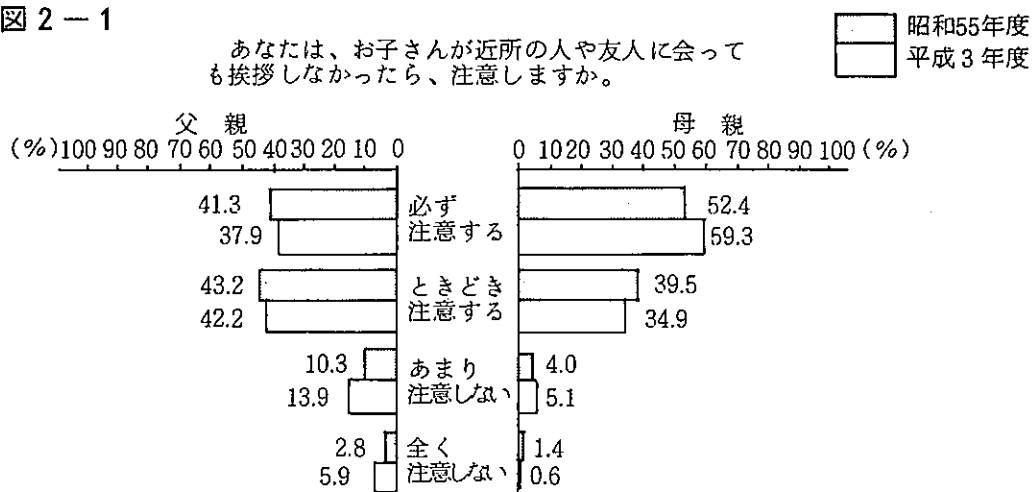 図2－1
昭和55年度
平成3年度
あなたは、お子さんが近所の人や友人に会って
も挨拶しなかったら、注意しますか。
父親
母親
(%)100 90 80 70 60 50 40 30 20 10 0
0 10 20 30 40 50 60 70 80 90 100(%)
41.3 必ず 52.4
37.9 注意する 59.3
43.2 ときどき 39.5
42.2 注意する 34.9
10.3 あまり 4.0
13.9 注意しない 5.1
2.8 全く 1.4
5.9 注意しない 0.6